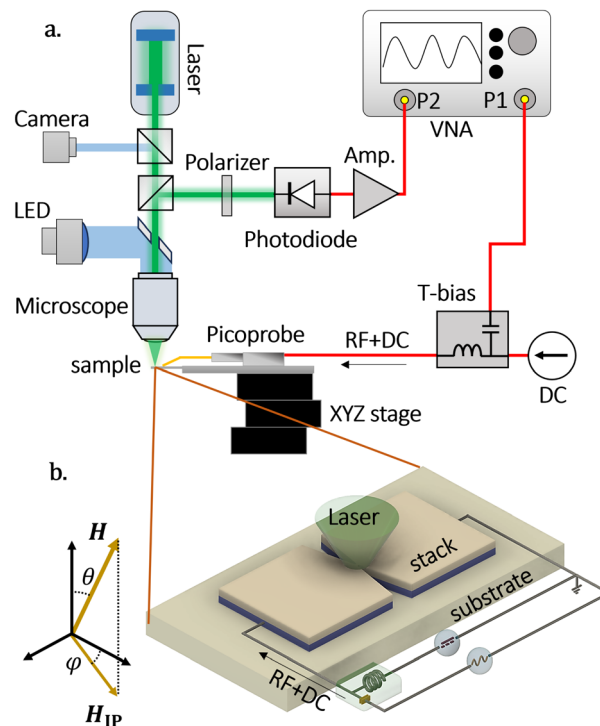 a.
Laser
Camera
Polarizer
Amp.
P2
P1
VNA
LED
Photodiode
Microscope
T-bias
Picoprobe
RF+DC
sample
DC
XYZ stage
b.
Laser
H
θ
stack
substrate
φ
RF+DC
H_IP